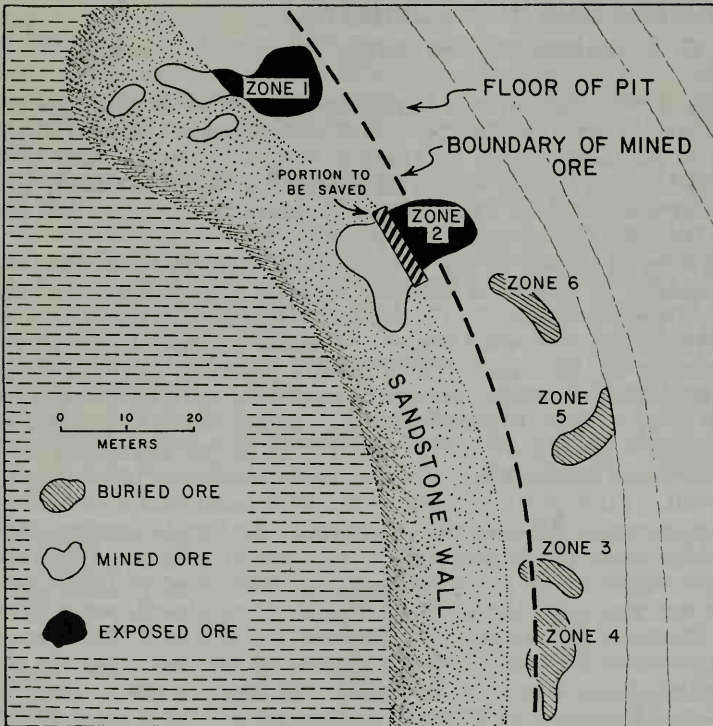 ZONE 1
FLOOR OF PIT
BOUNDARY OF MINED
ORE
PORTION TO
BE SAVED
ZONE
2
ZONE 6
ZONE
5
SANDSTONE WALL
0 10 20
METERS
BURIED ORE
ZONE 3
MINED ORE
ZONE 4
EXPOSED ORE